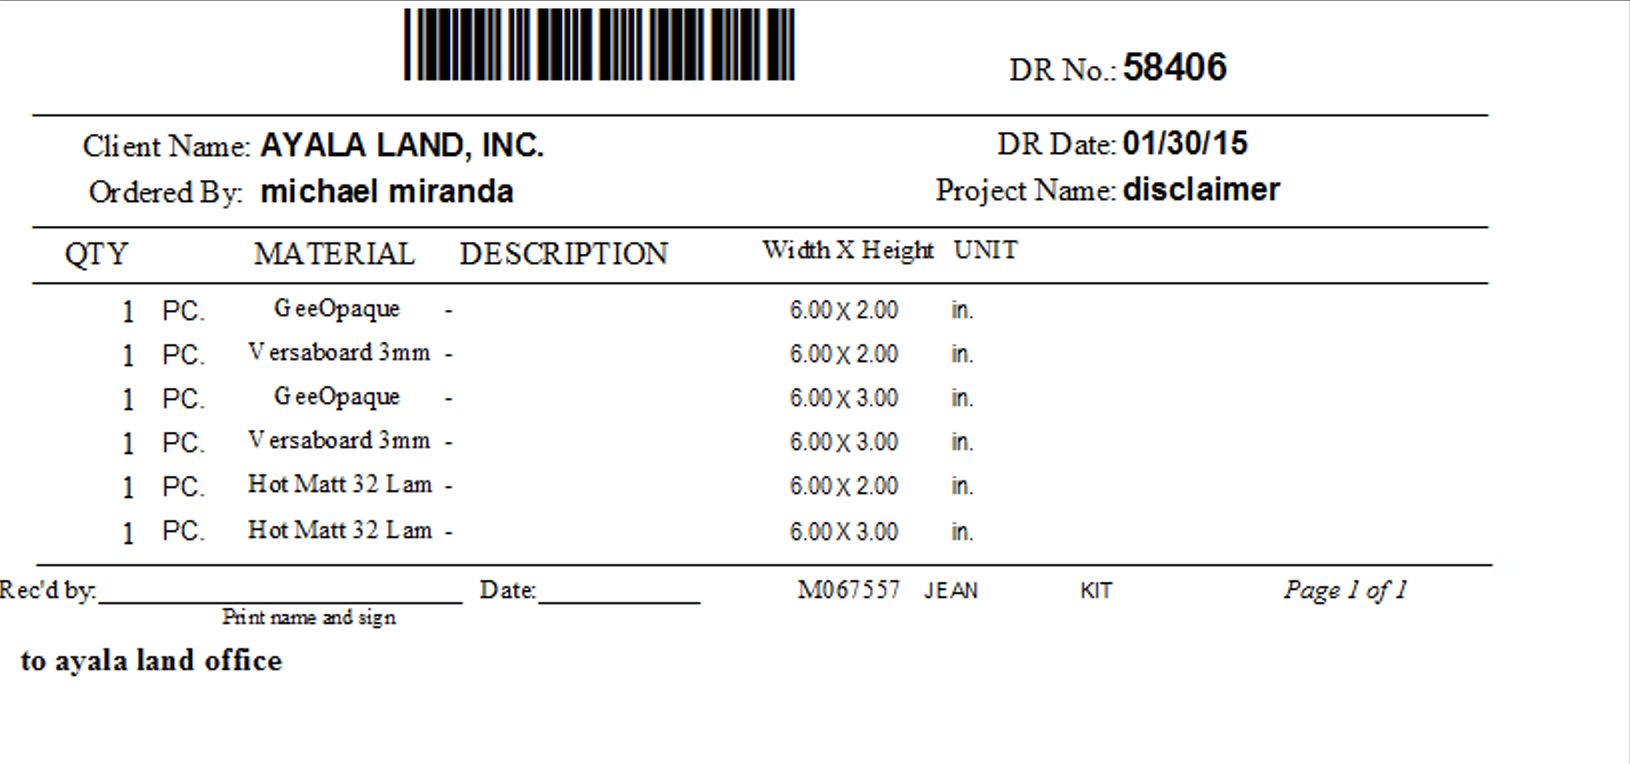 DR No.: 58406
Client Name: AYALA LAND, INC. DR Date: 01/30/15
Ordered By: michael miranda Project Name: disclaimer
QTY MATERIAL DESCRIPTION Width X Height UNIT
1 PC. GeeOpaque - 6.00 X 2.00 in.
1 PC. Versaboard 3mm - 6.00 X 2.00 in.
1 PC. GeeOpaque - 6.00 X 3.00 in.
1 PC. Versaboard 3mm - 6.00 X 3.00 in.
1 PC. Hot Matt 32 Lam - 6.00 X 2.00 in.
1 PC. Hot Matt 32 Lam - 6.00 X 3.00 in.
Rec'd by: Date: M067557 JEAN KIT Page 1 of 1
Print name and sign
to ayala land office